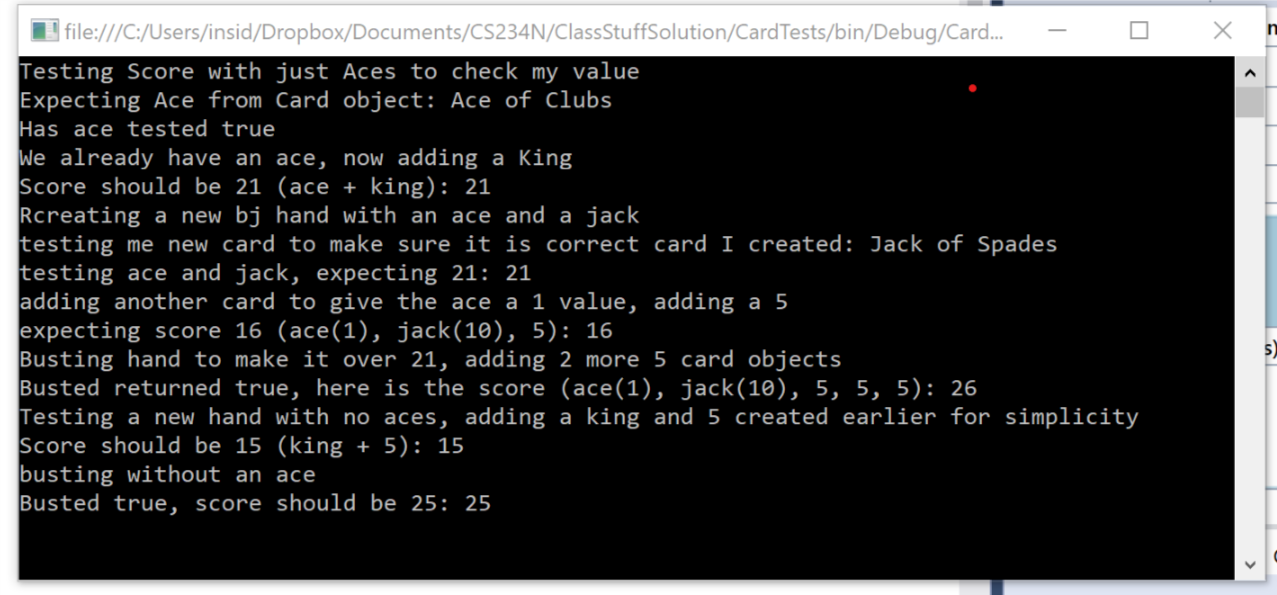 file:///C:/Users/insid/Dropbox/Documents/CS234N/ClassStuffSolution/CardTests/bin/Debug/Card...
Testing Score with just Aces to check my value
Expecting Ace from Card object: Ace of Clubs
Has ace tested true
We already have an ace, now adding a King
Score should be 21 (ace + king): 21
Rcreating a new bj hand with an ace and a jack
testing me new card to make sure it is correct card I created: Jack of Spades
testing ace and jack, expecting 21: 21
adding another card to give the ace a 1 value, adding a 5
expecting score 16 (ace(1), jack(10), 5): 16
Busting hand to make it over 21, adding 2 more 5 card objects
Busted returned true, here is the score (ace(1), jack(10), 5, 5, 5): 26
Testing a new hand with no aces, adding a king and 5 created earlier for simplicity
Score should be 15 (king + 5): 15
busting without an ace
Busted true, score should be 25: 25